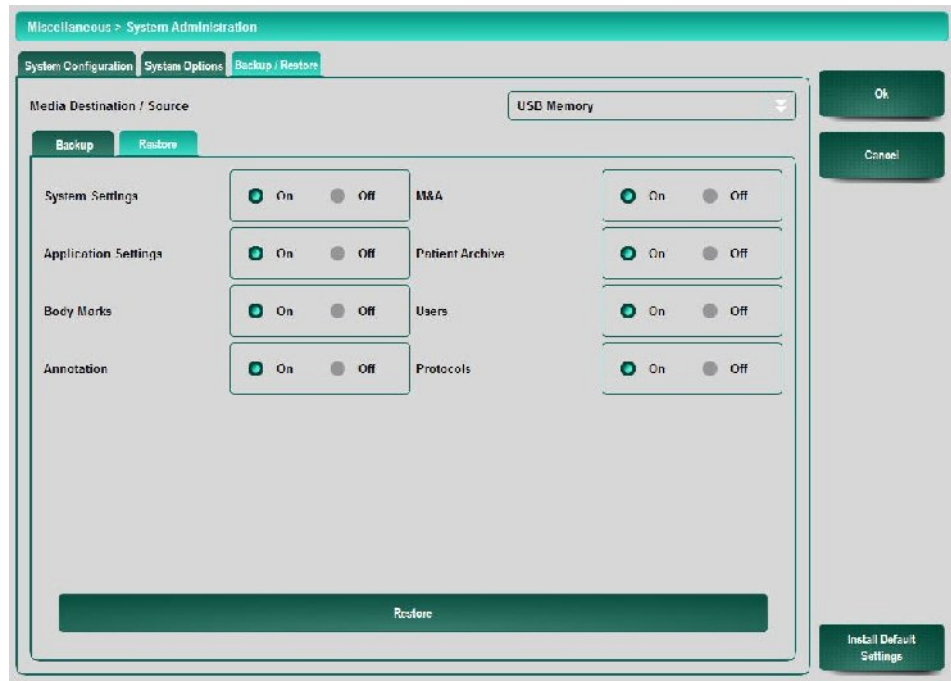 Miscellaneous > System Administration
System Configuration System Options Backup / Restore
Media Destination / Source USB Memory
Ok
Cancel
Backup Restore
System Settings On Off M&A On Off
Application Settings On Off Patient Archive On Off
Body Marks On Off Users On Off
Annotation On Off Protocols On Off
Restore
Install Default
Settings